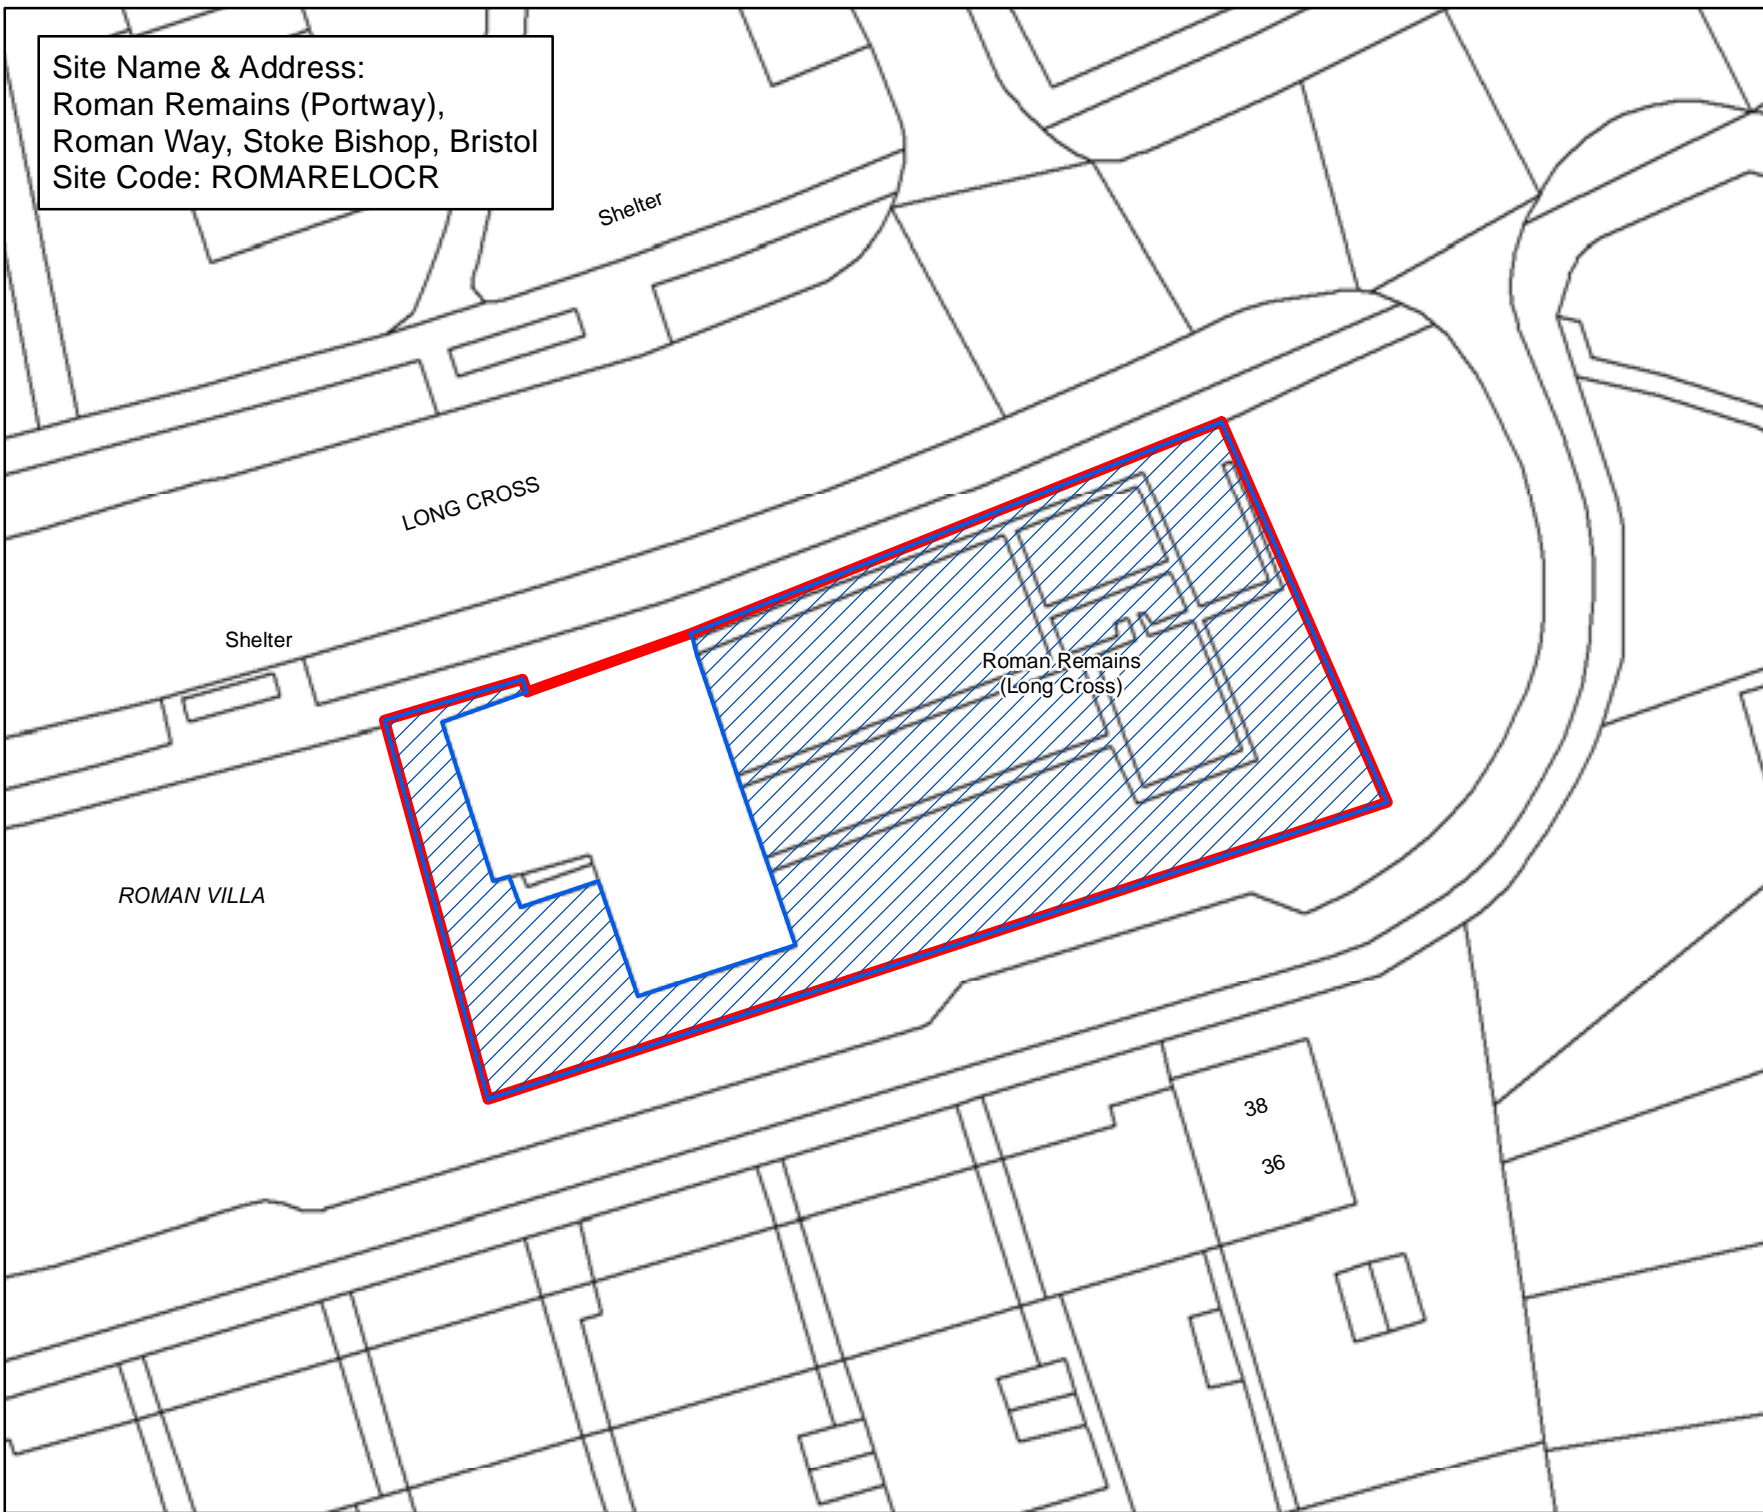 Site Name & Address:
Roman Remains (Portway),
Roman Way, Stoke Bishop, Bristol
Site Code: ROMARELOCR
Shelter
LONG CROSS
Shelter
Roman Remains
(Long Cross)
ROMAN VILLA
38
36